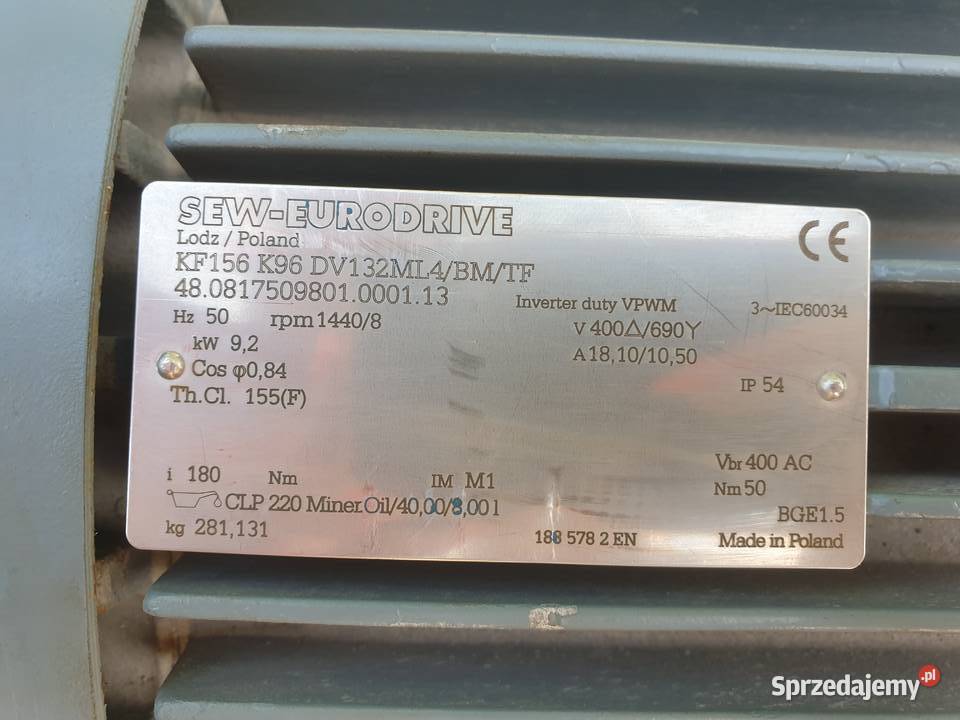 SEW-EURODRIVE
CE
Lodz / Poland
KF156 K96 DV132ML4/BM/TF
48.0817509801.0001.13
Inverter duty VPWM
3~IEC60034
Hz 50 rpm 1440/8
V 400△/690Y
kW 9,2
A 18,10/10,50
Cos φ0,84
IP 54
Th.Cl. 155(F)
Vbr 400 AC
i 180 Nm IM M1
Nm 50
CLP 220 Miner.Oil/40,00/8,00 l
BGE1.5
kg 281,131
188 578 2 EN
Made in Poland
Sprzedajemy.pl